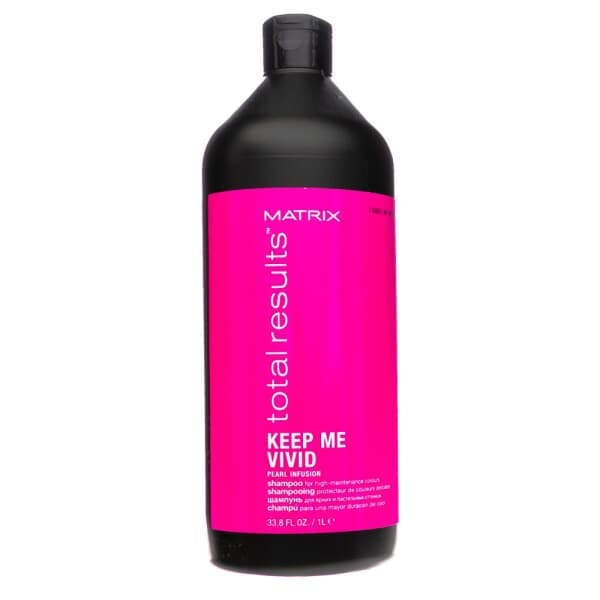 MATRIX
total results™
KEEP ME
VIVID
PEARL INFUSION
shampoo for high-maintenance colours
shampooing protecteur de couleurs délicates
шампунь для ярких и пастельных оттенков
champú para una mayor duración del color
33.8 FL.OZ. / 1L ℮